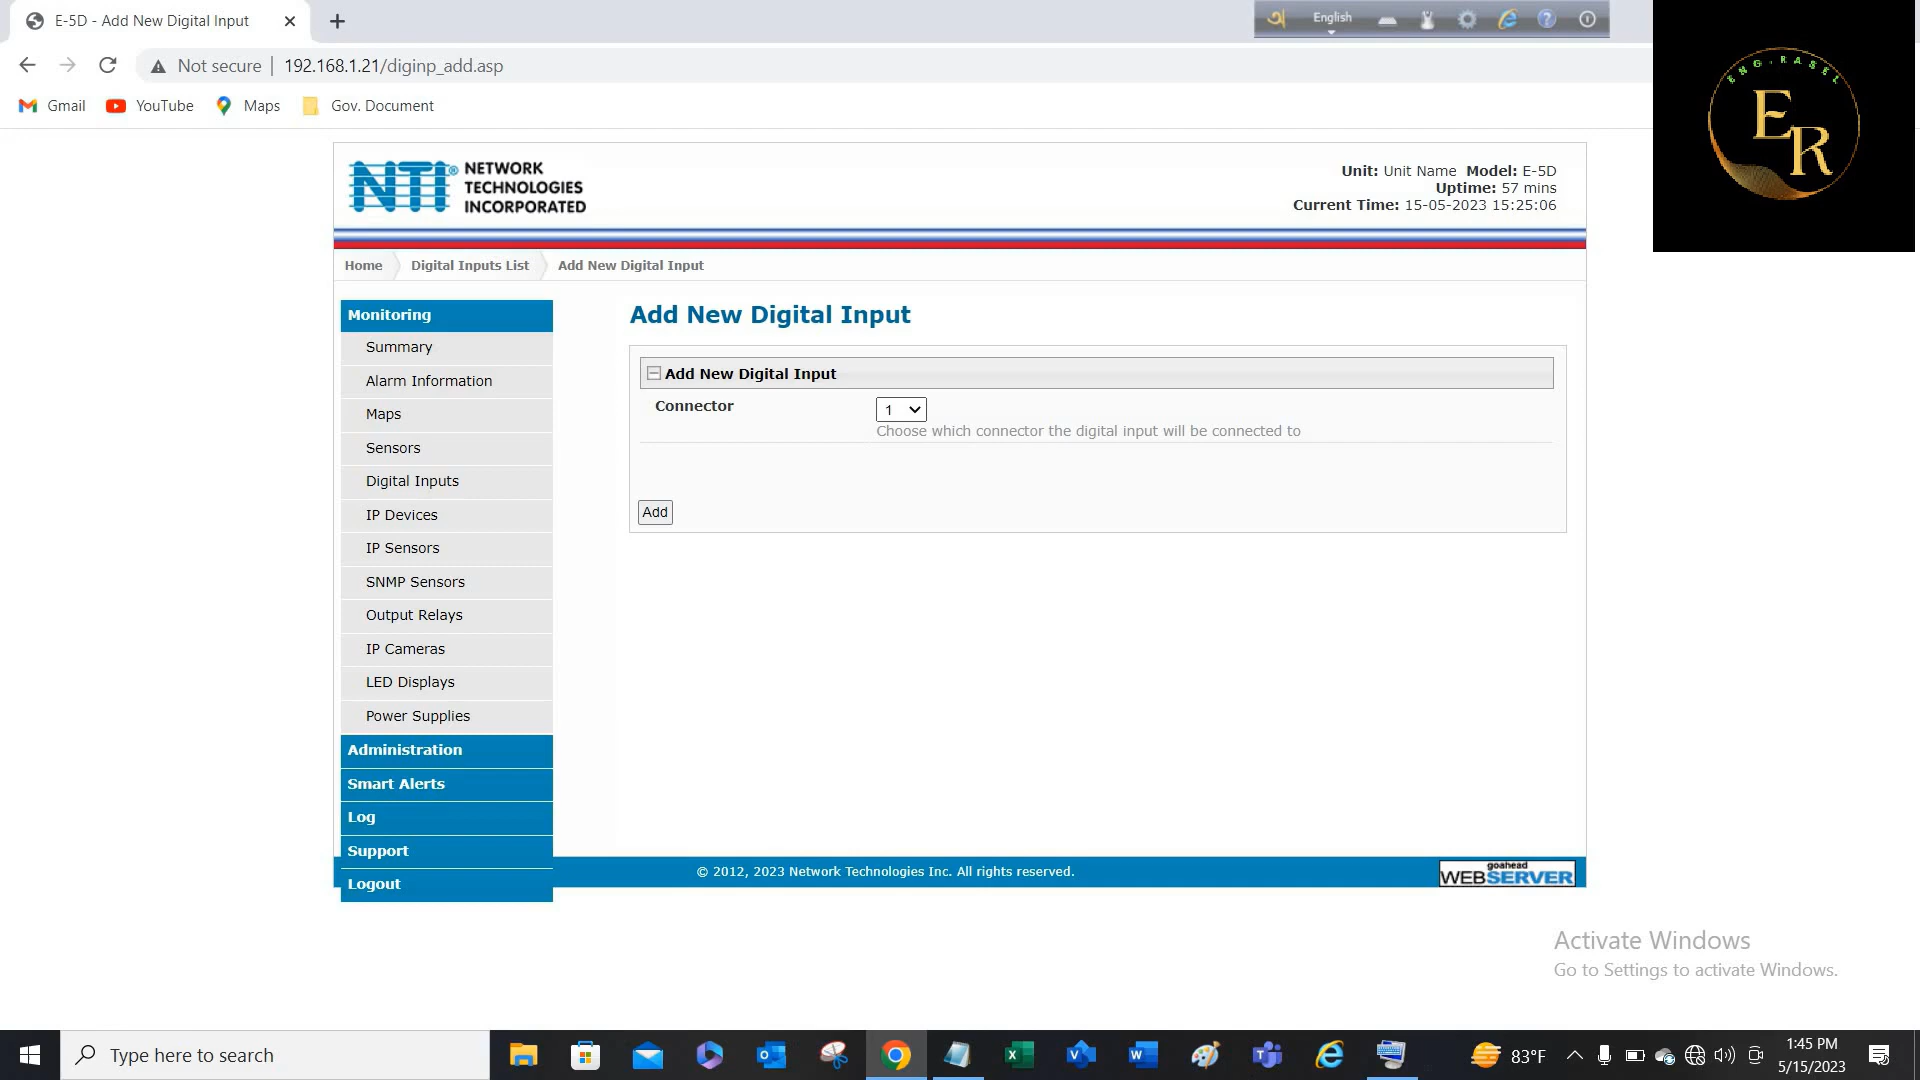 E-5D - Add New Digital Input
English
Not secure
192.168.1.21/diginp_add.asp
Gmail
YouTube
Maps
Gov. Document
ENG.RASEL
ER
NTI® NETWORK TECHNOLOGIES INCORPORATED
Unit: Unit Name Model: E-5D
Uptime: 57 mins
Current Time: 15-05-2023 15:25:06
Home
Digital Inputs List
Add New Digital Input
Monitoring
Summary
Alarm Information
Maps
Sensors
Digital Inputs
IP Devices
IP Sensors
SNMP Sensors
Output Relays
IP Cameras
LED Displays
Power Supplies
Administration
Smart Alerts
Log
Support
Logout
Add New Digital Input
Add New Digital Input
Connector
1
Choose which connector the digital input will be connected to
Add
© 2012, 2023 Network Technologies Inc. All rights reserved.
goahead
WEBSERVER
Activate Windows
Go to Settings to activate Windows.
Type here to search
83°F
1:45 PM
5/15/2023